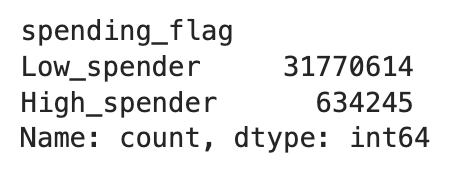 spending_flag
Low_spender     31770614
High_spender      634245
Name: count, dtype: int64